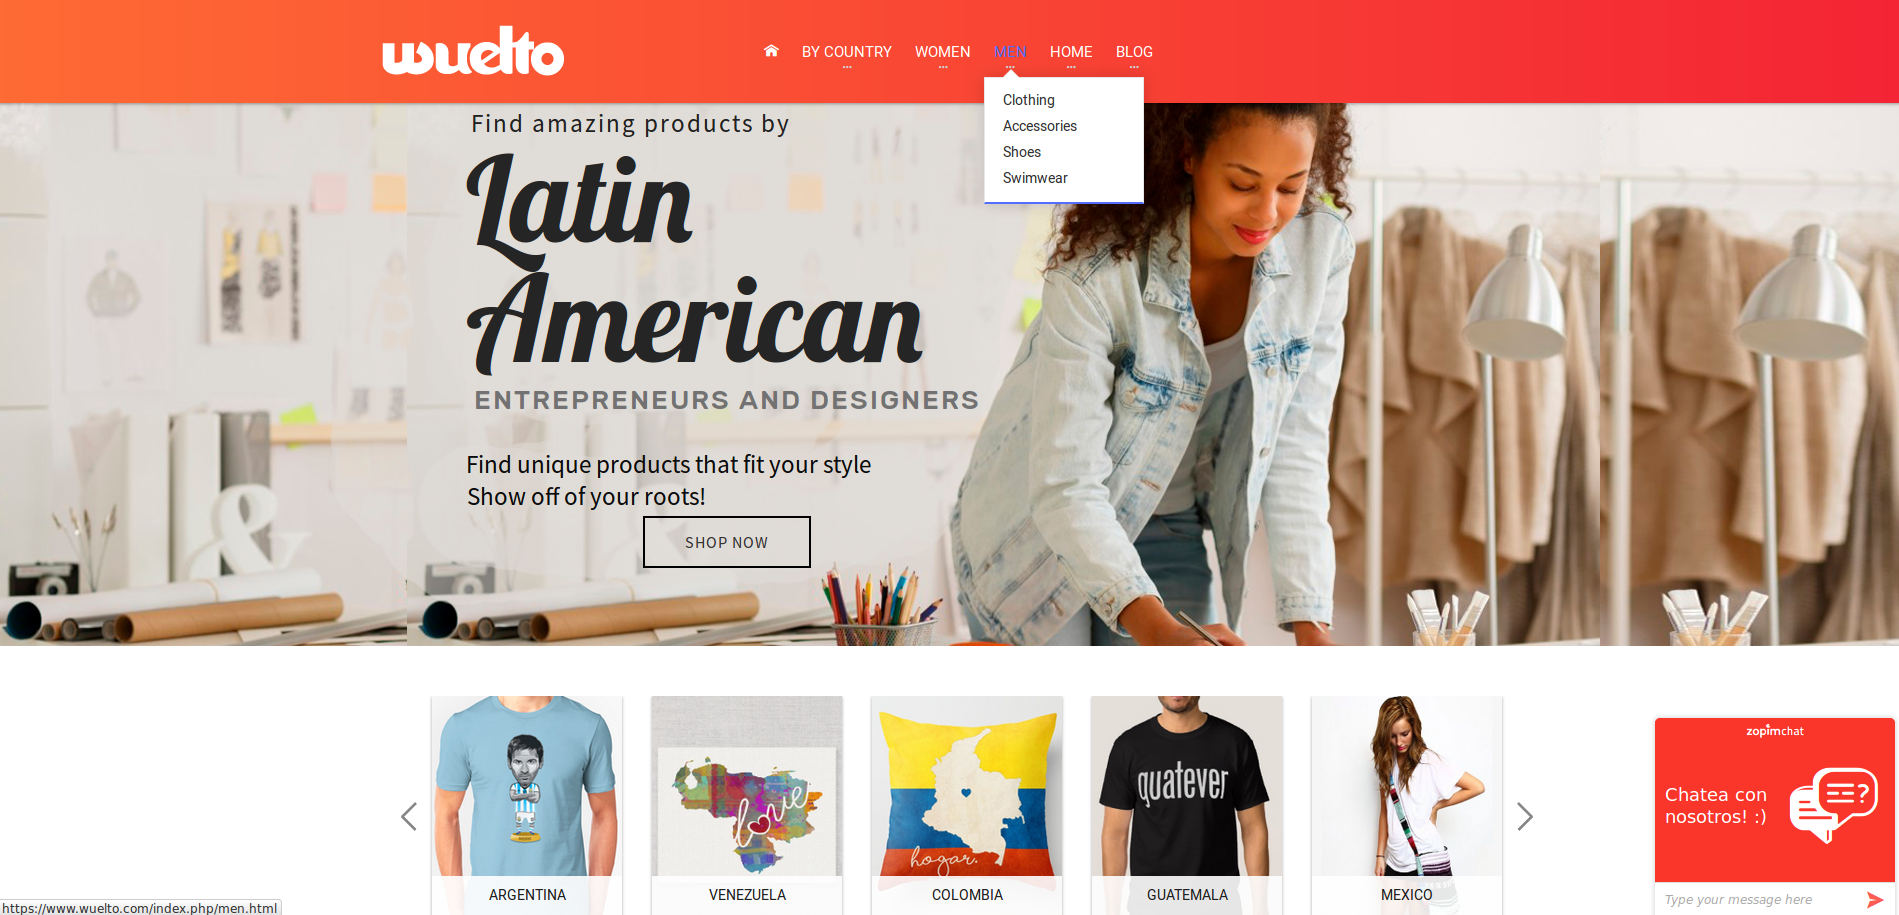 wuelto
BY COUNTRY
WOMEN
MEN
HOME
BLOG
Clothing
Accessories
Shoes
Swimwear
Find amazing products by
Latin
American
ENTREPRENEURS AND DESIGNERS
Find unique products that fit your style
Show off of your roots!
SHOP NOW
love
hogar.
guatever
ARGENTINA
VENEZUELA
COLOMBIA
GUATEMALA
MEXICO
zopimchat
Chatea con
nosotros! :)
Type your message here
https://www.wuelto.com/index.php/men.html